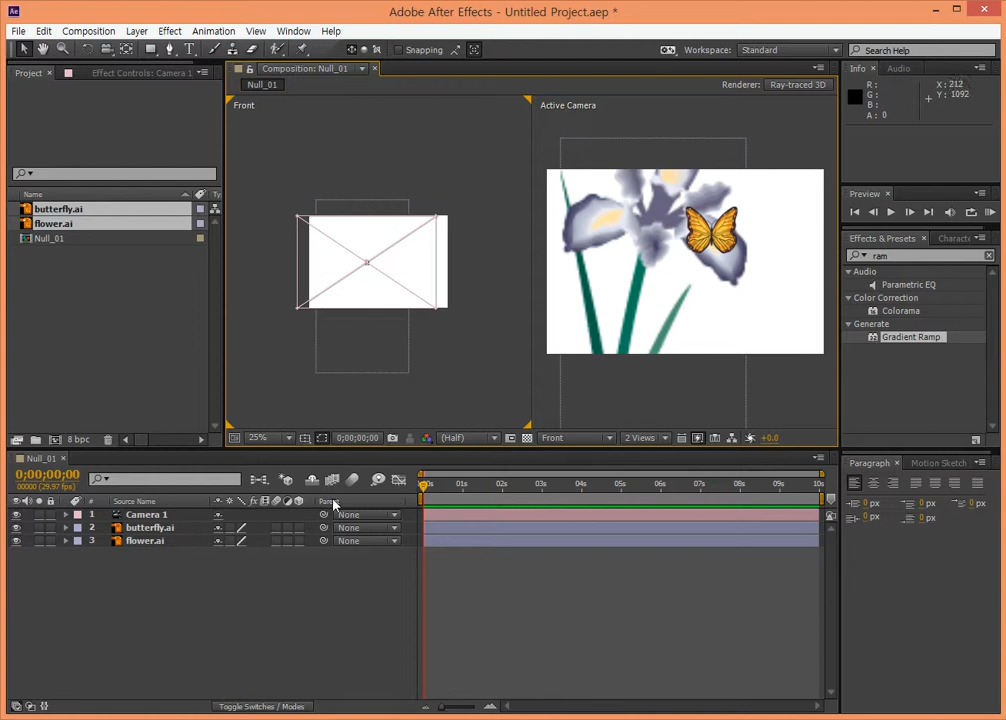 Adobe After Effects - Untitled Project.aep *
File Edit Composition Layer Effect Animation View Window Help
Snapping
Workspace: Standard
Search Help
Project
Effect Controls: Camera 1
Composition: Null_01
Null_01
Renderer: Ray-traced 3D
Front
Active Camera
Info
Audio
R :
G :
B :
A : 0
X : 212
Y : 1092
Name
Ty
butterfly.ai
flower.ai
Null_01
Preview
Effects & Presets
Characte
ram
Audio
Parametric EQ
Color Correction
Colorama
Generate
Gradient Ramp
8 bpc
25%
0;00;00;00
(Half)
Front
2 Views
+0.0
Null_01
0;00;00;00
00000 (29.97 fps)
# Source Name
fx
Paren
:00s 01s 02s 03s 04s 05s 06s 07s 08s 09s 10s
1 Camera 1 None
2 butterfly.ai None
3 flower.ai None
Toggle Switches / Modes
Paragraph
Motion Sketch
0 px 0 px 0 px
0 px 0 px